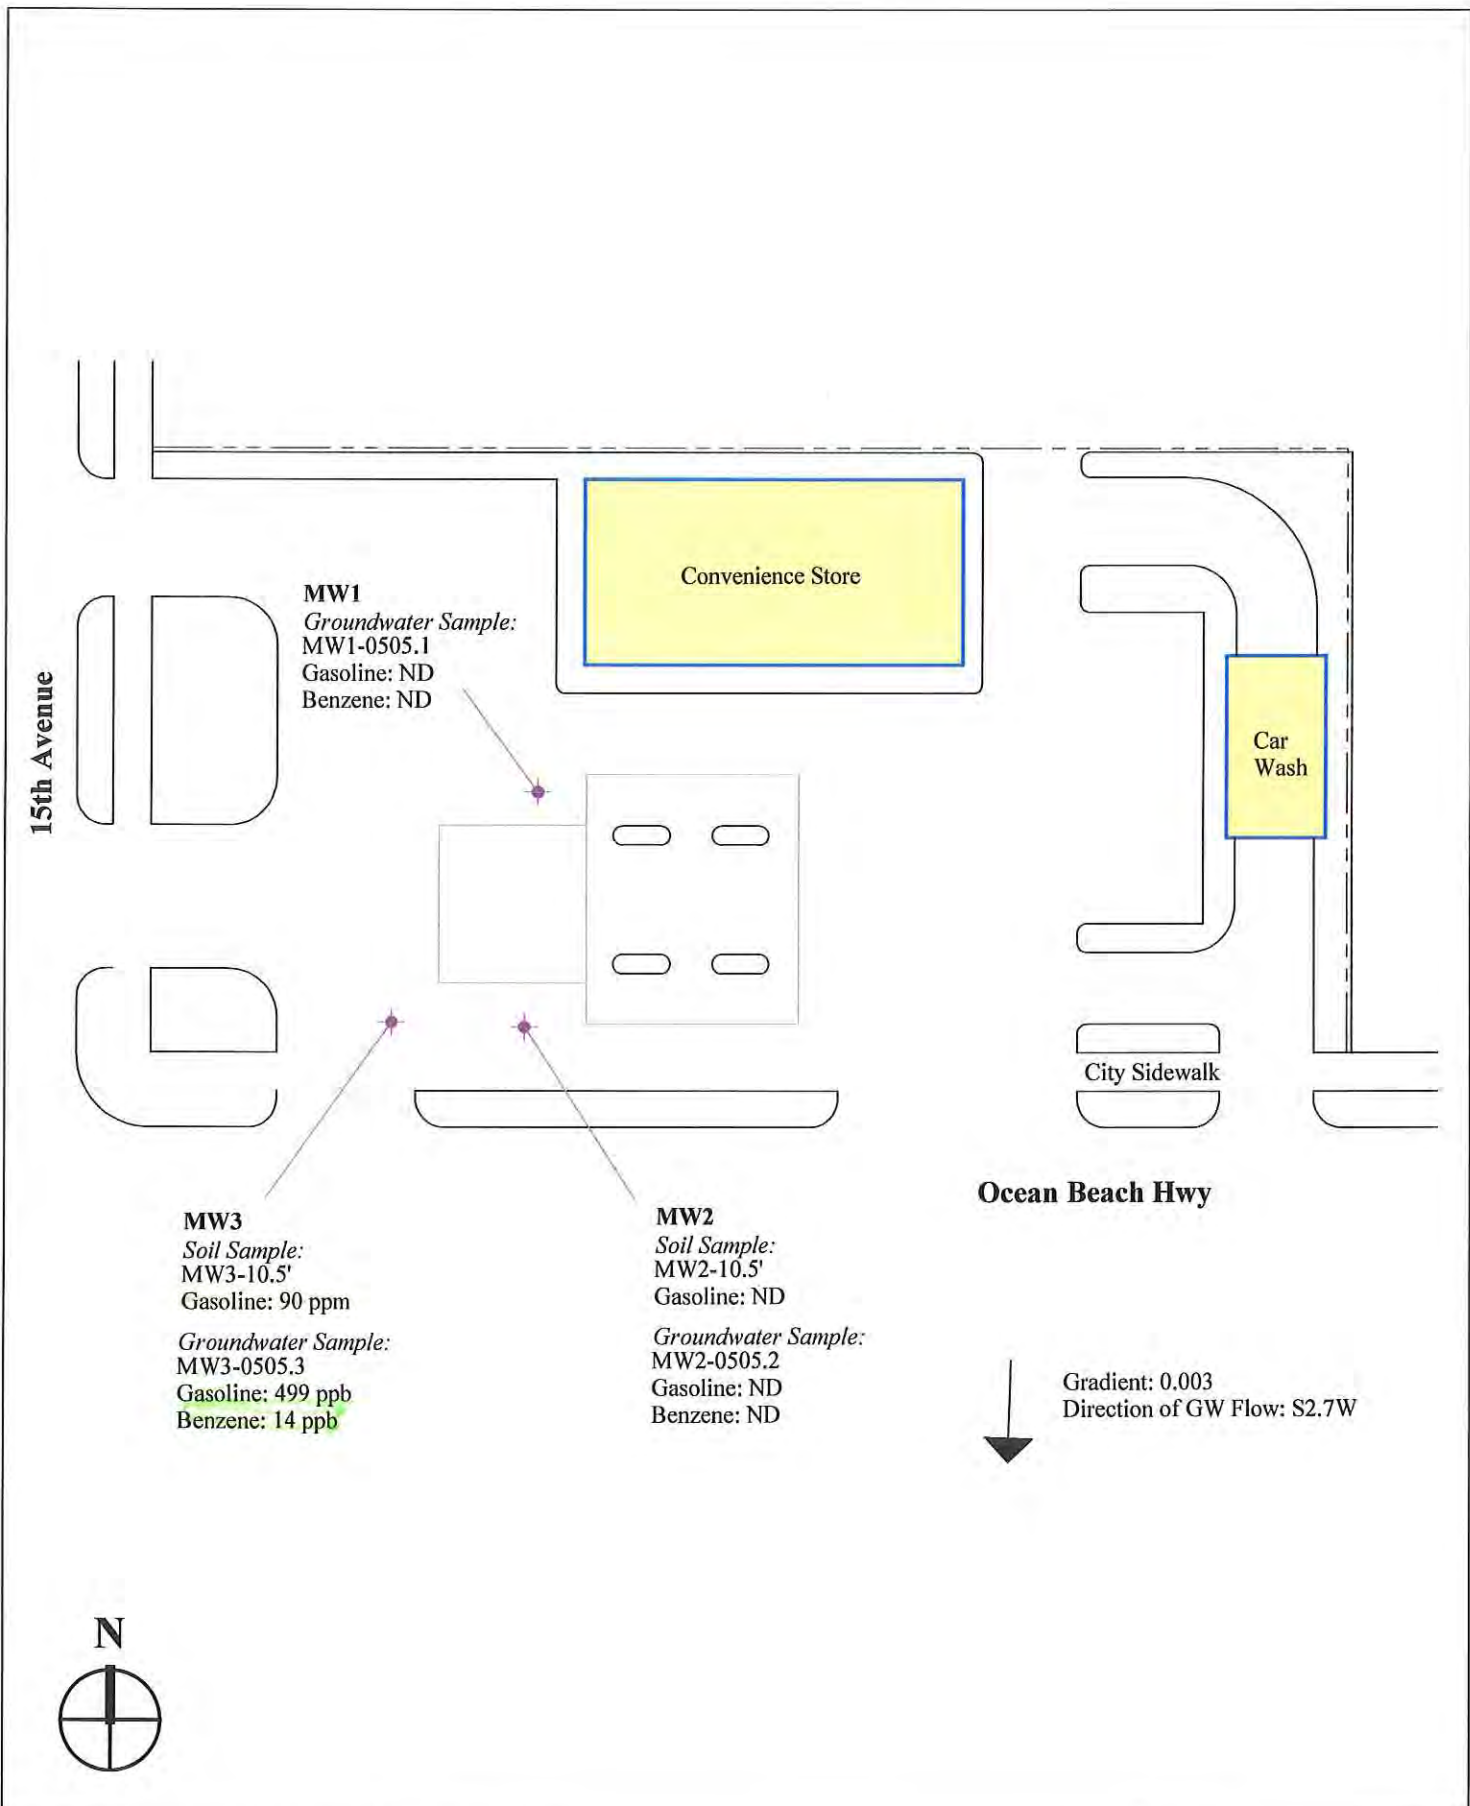 Convenience Store
MW1
Groundwater Sample:
MW1-0505.1
Gasoline: ND
Benzene: ND
15th Avenue
Car
Wash
City Sidewalk
Ocean Beach Hwy
MW3
Soil Sample:
MW3-10.5'
Gasoline: 90 ppm
Groundwater Sample:
MW3-0505.3
Gasoline: 499 ppb
Benzene: 14 ppb
MW2
Soil Sample:
MW2-10.5'
Gasoline: ND
Groundwater Sample:
MW2-0505.2
Gasoline: ND
Benzene: ND
Gradient: 0.003
Direction of GW Flow: S2.7W
N